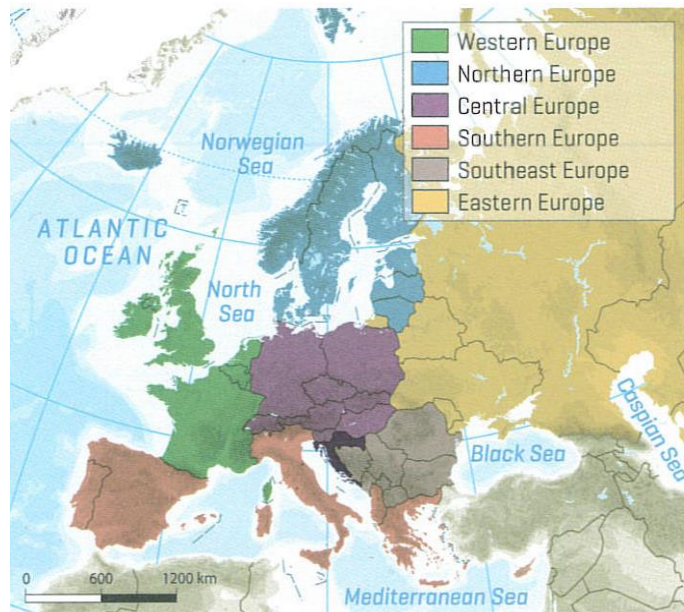 Western Europe
Northern Europe
Central Europe
Southern Europe
Southeast Europe
Eastern Europe
Norwegian
Sea
ATLANTIC
OCEAN
North
Sea
Caspian Sea
Black Sea
Mediterranean Sea
0 600 1200 km